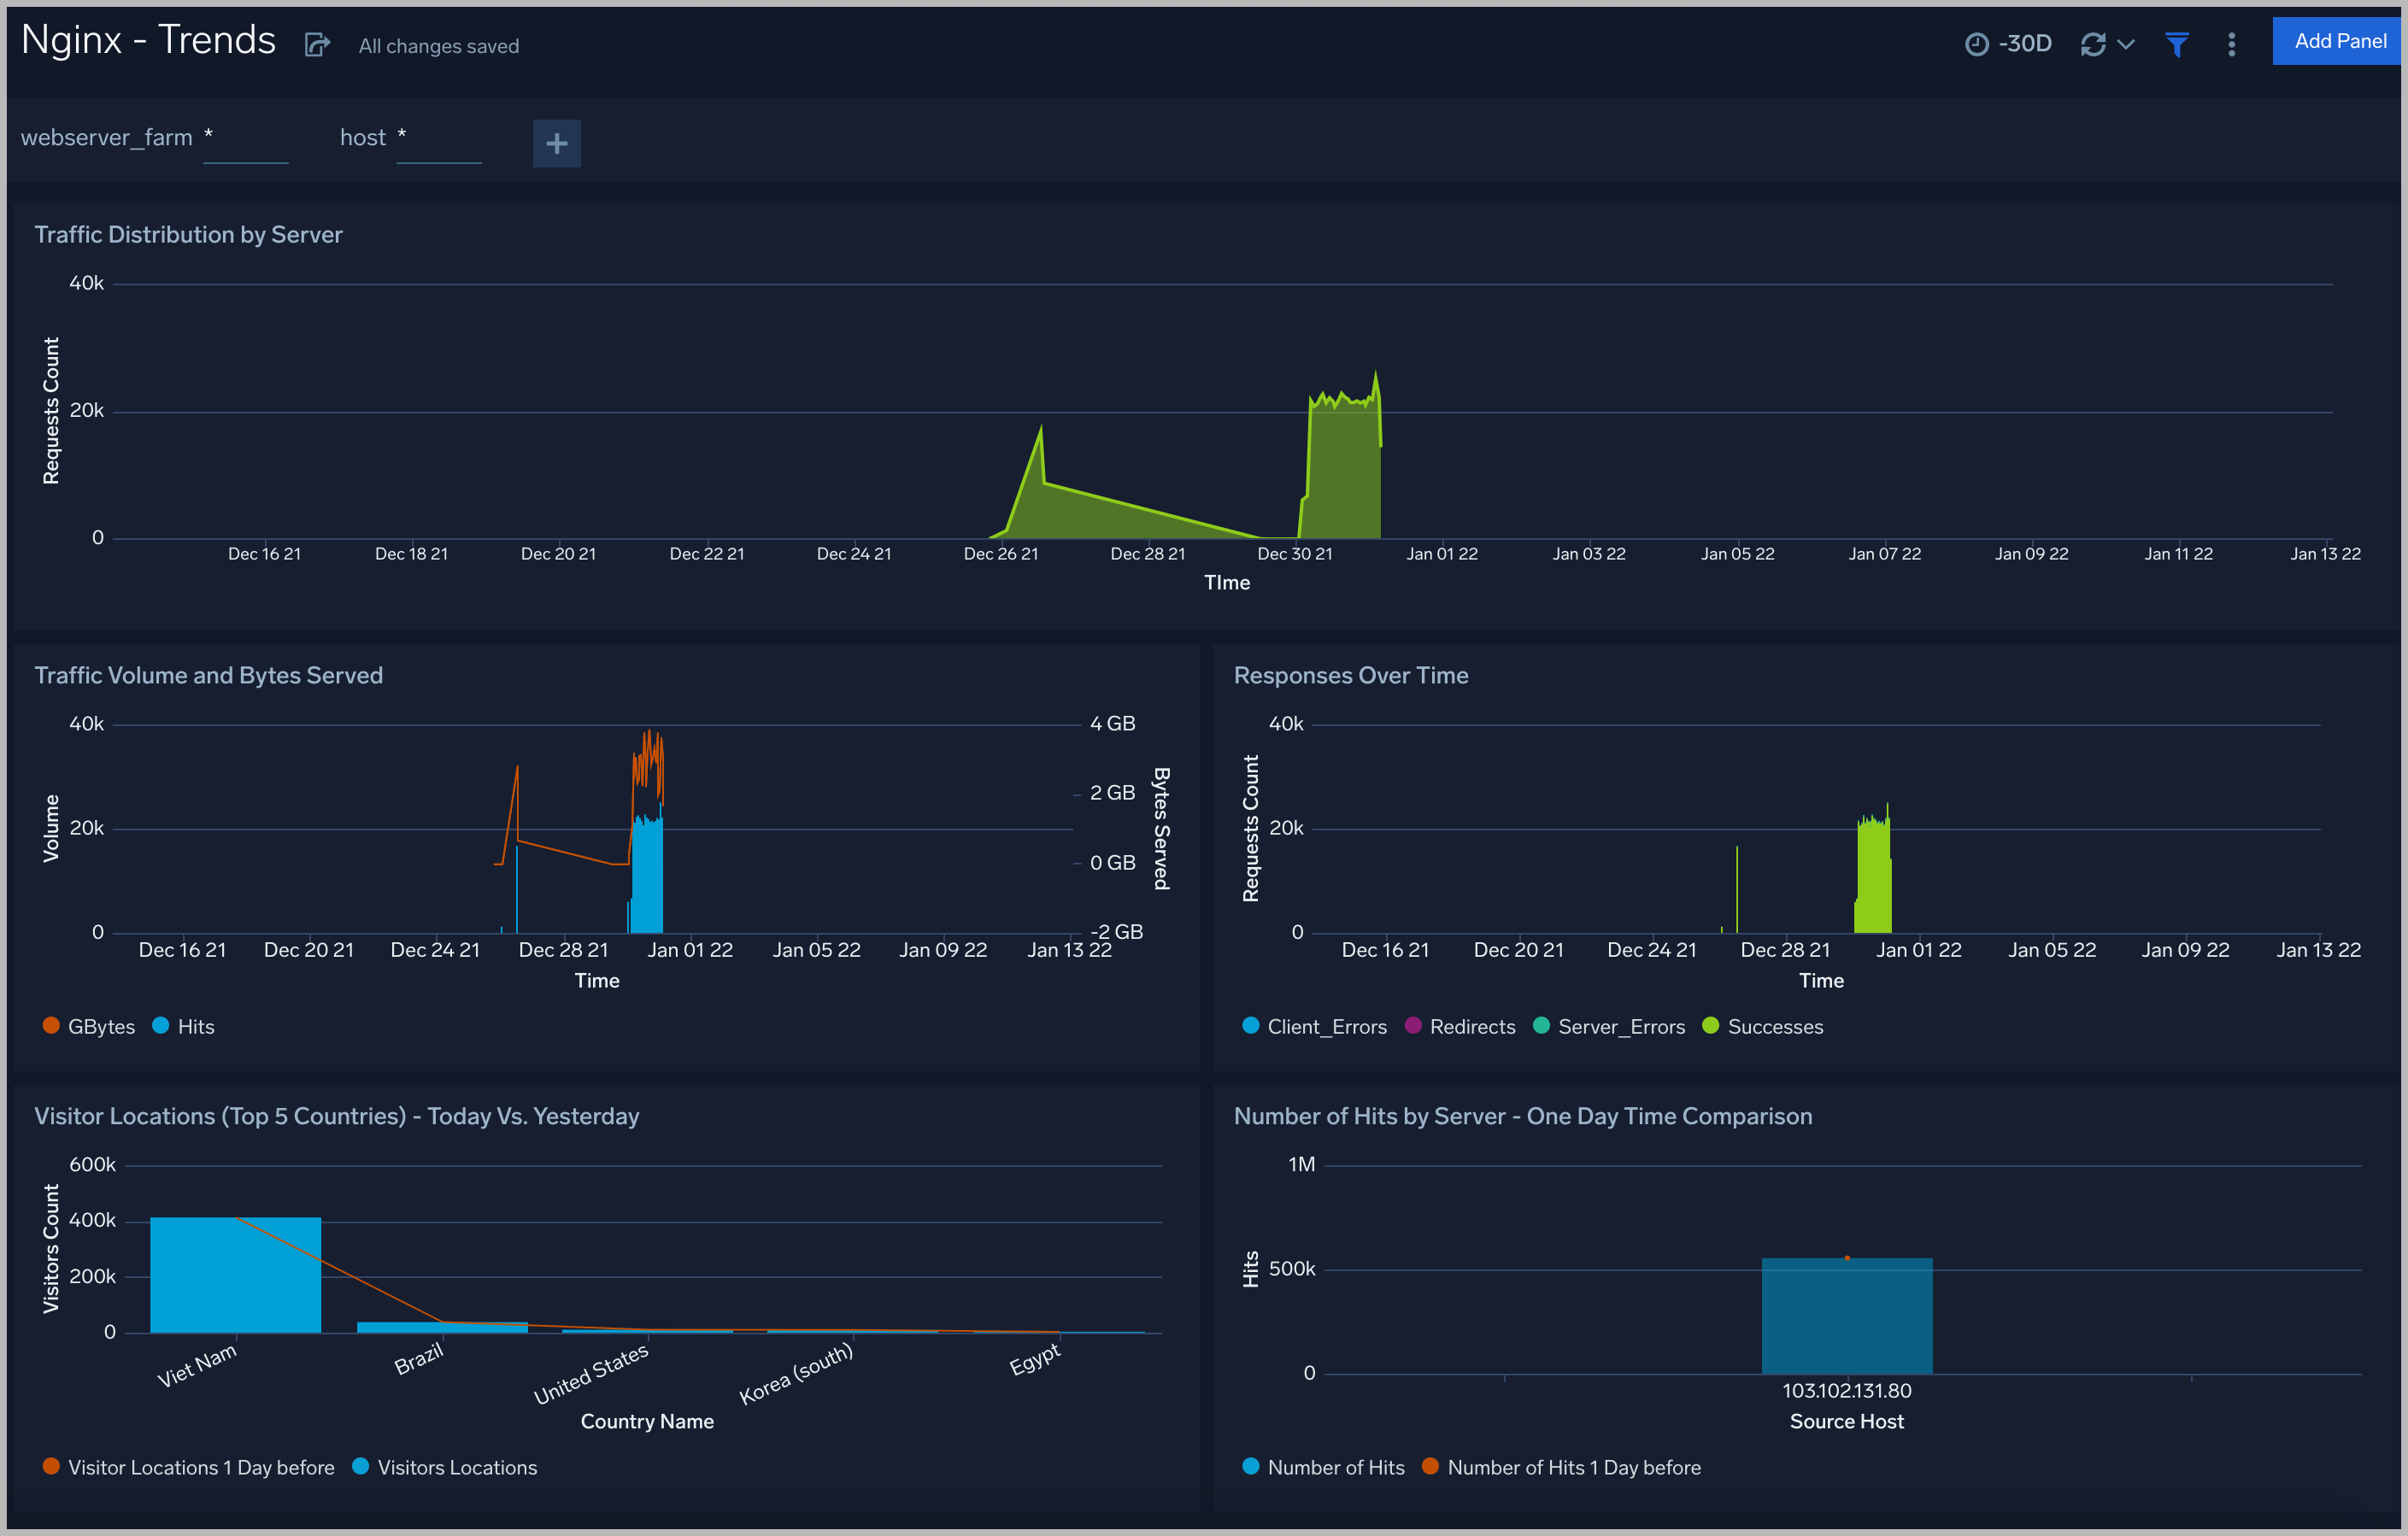 Nginx - Trends
All changes saved
-30D
Add Panel
webserver_farm *
host *
Traffic Distribution by Server
40k
20k
0
Requests Count
Dec 16 21 Dec 18 21 Dec 20 21 Dec 22 21 Dec 24 21 Dec 26 21 Dec 28 21 Dec 30 21 Jan 01 22 Jan 03 22 Jan 05 22 Jan 07 22 Jan 09 22 Jan 11 22 Jan 13 22
TIme
Traffic Volume and Bytes Served
40k
20k
0
Volume
4 GB
2 GB
0 GB
-2 GB
Bytes Served
Dec 16 21 Dec 20 21 Dec 24 21 Dec 28 21 Jan 01 22 Jan 05 22 Jan 09 22 Jan 13 22
Time
GBytes Hits
Responses Over Time
40k
20k
0
Requests Count
Dec 16 21 Dec 20 21 Dec 24 21 Dec 28 21 Jan 01 22 Jan 05 22 Jan 09 22 Jan 13 22
Time
Client_Errors Redirects Server_Errors Successes
Visitor Locations (Top 5 Countries) - Today Vs. Yesterday
600k
400k
200k
0
Visitors Count
Viet Nam Brazil United States Korea (south) Egypt
Country Name
Visitor Locations 1 Day before Visitors Locations
Number of Hits by Server - One Day Time Comparison
1M
500k
0
Hits
103.102.131.80
Source Host
Number of Hits Number of Hits 1 Day before